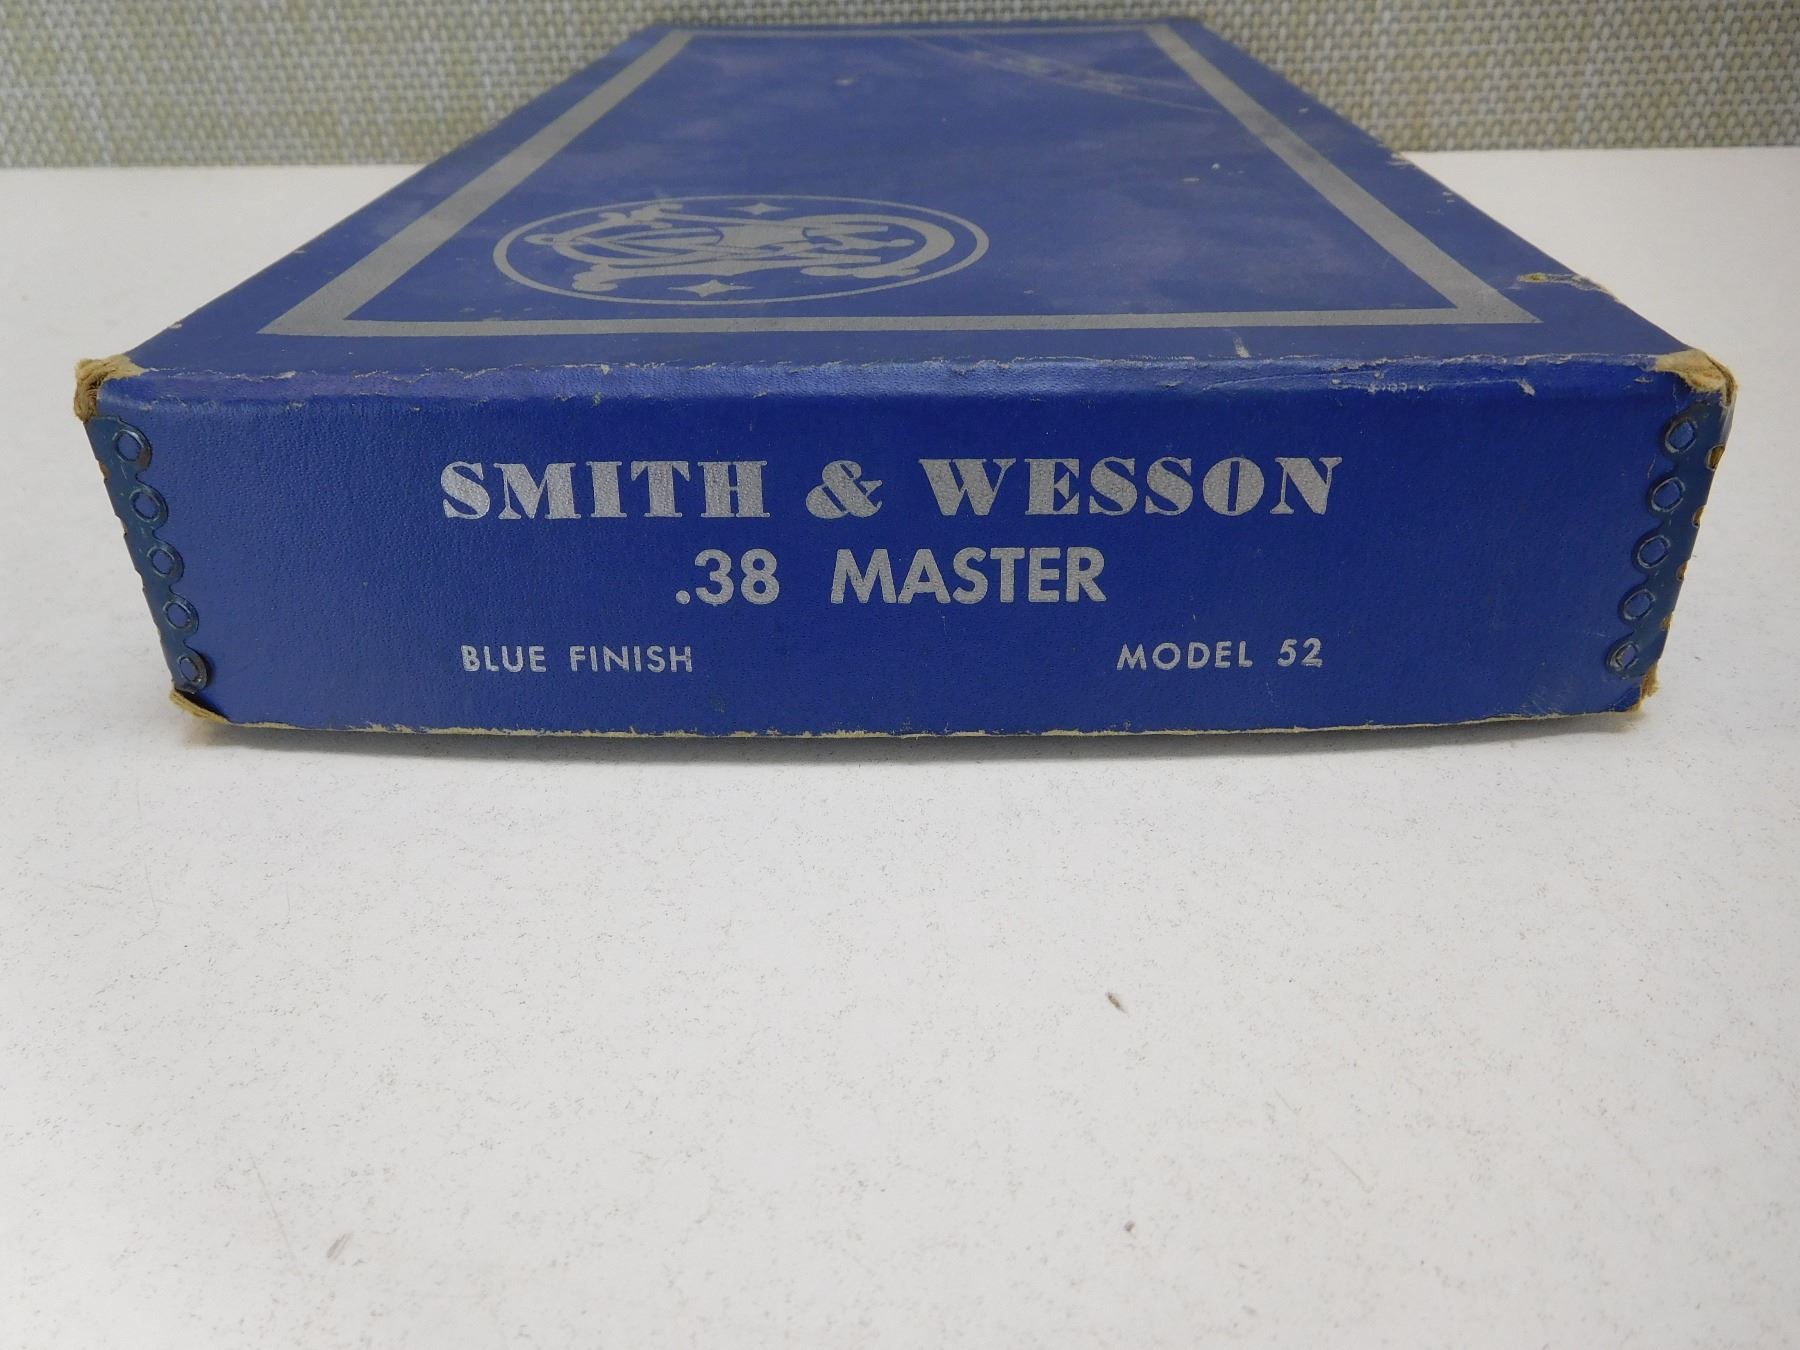 SMITH & WESSON
.38 MASTER
BLUE FINISH MODEL 52